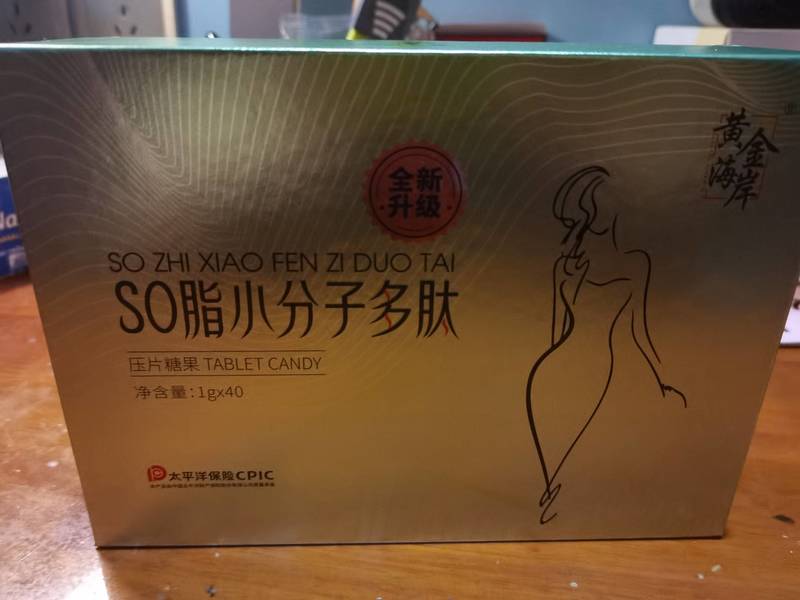 黄金
海岸
全新
升級
SO ZHI XIAO FEN ZI DUO TAI
SO脂小分子多肽
压片糖果 TABLET CANDY
净含量：1gx40
太平洋保险CPIC